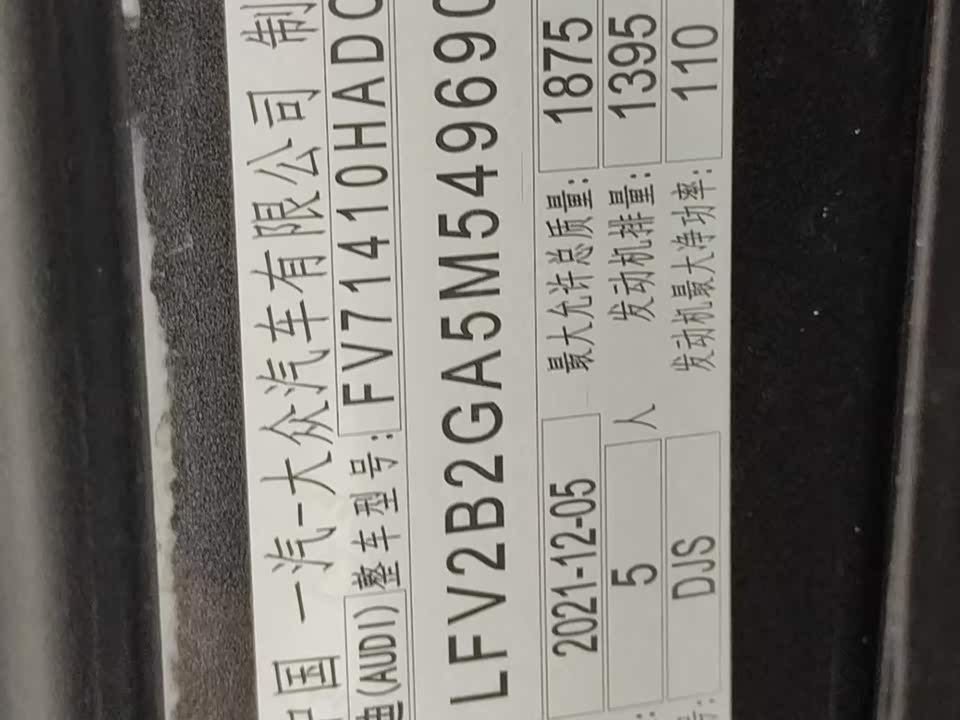 中国 一汽-大众汽车有限公司 制
迪(AUDI) 整车型号: FV71410HADC
LFV2B2GA5M549690
2021-12-05 最大允许总质量: 1875
5 人 发动机排量: 1395
DJS 发动机最大净功率: 110